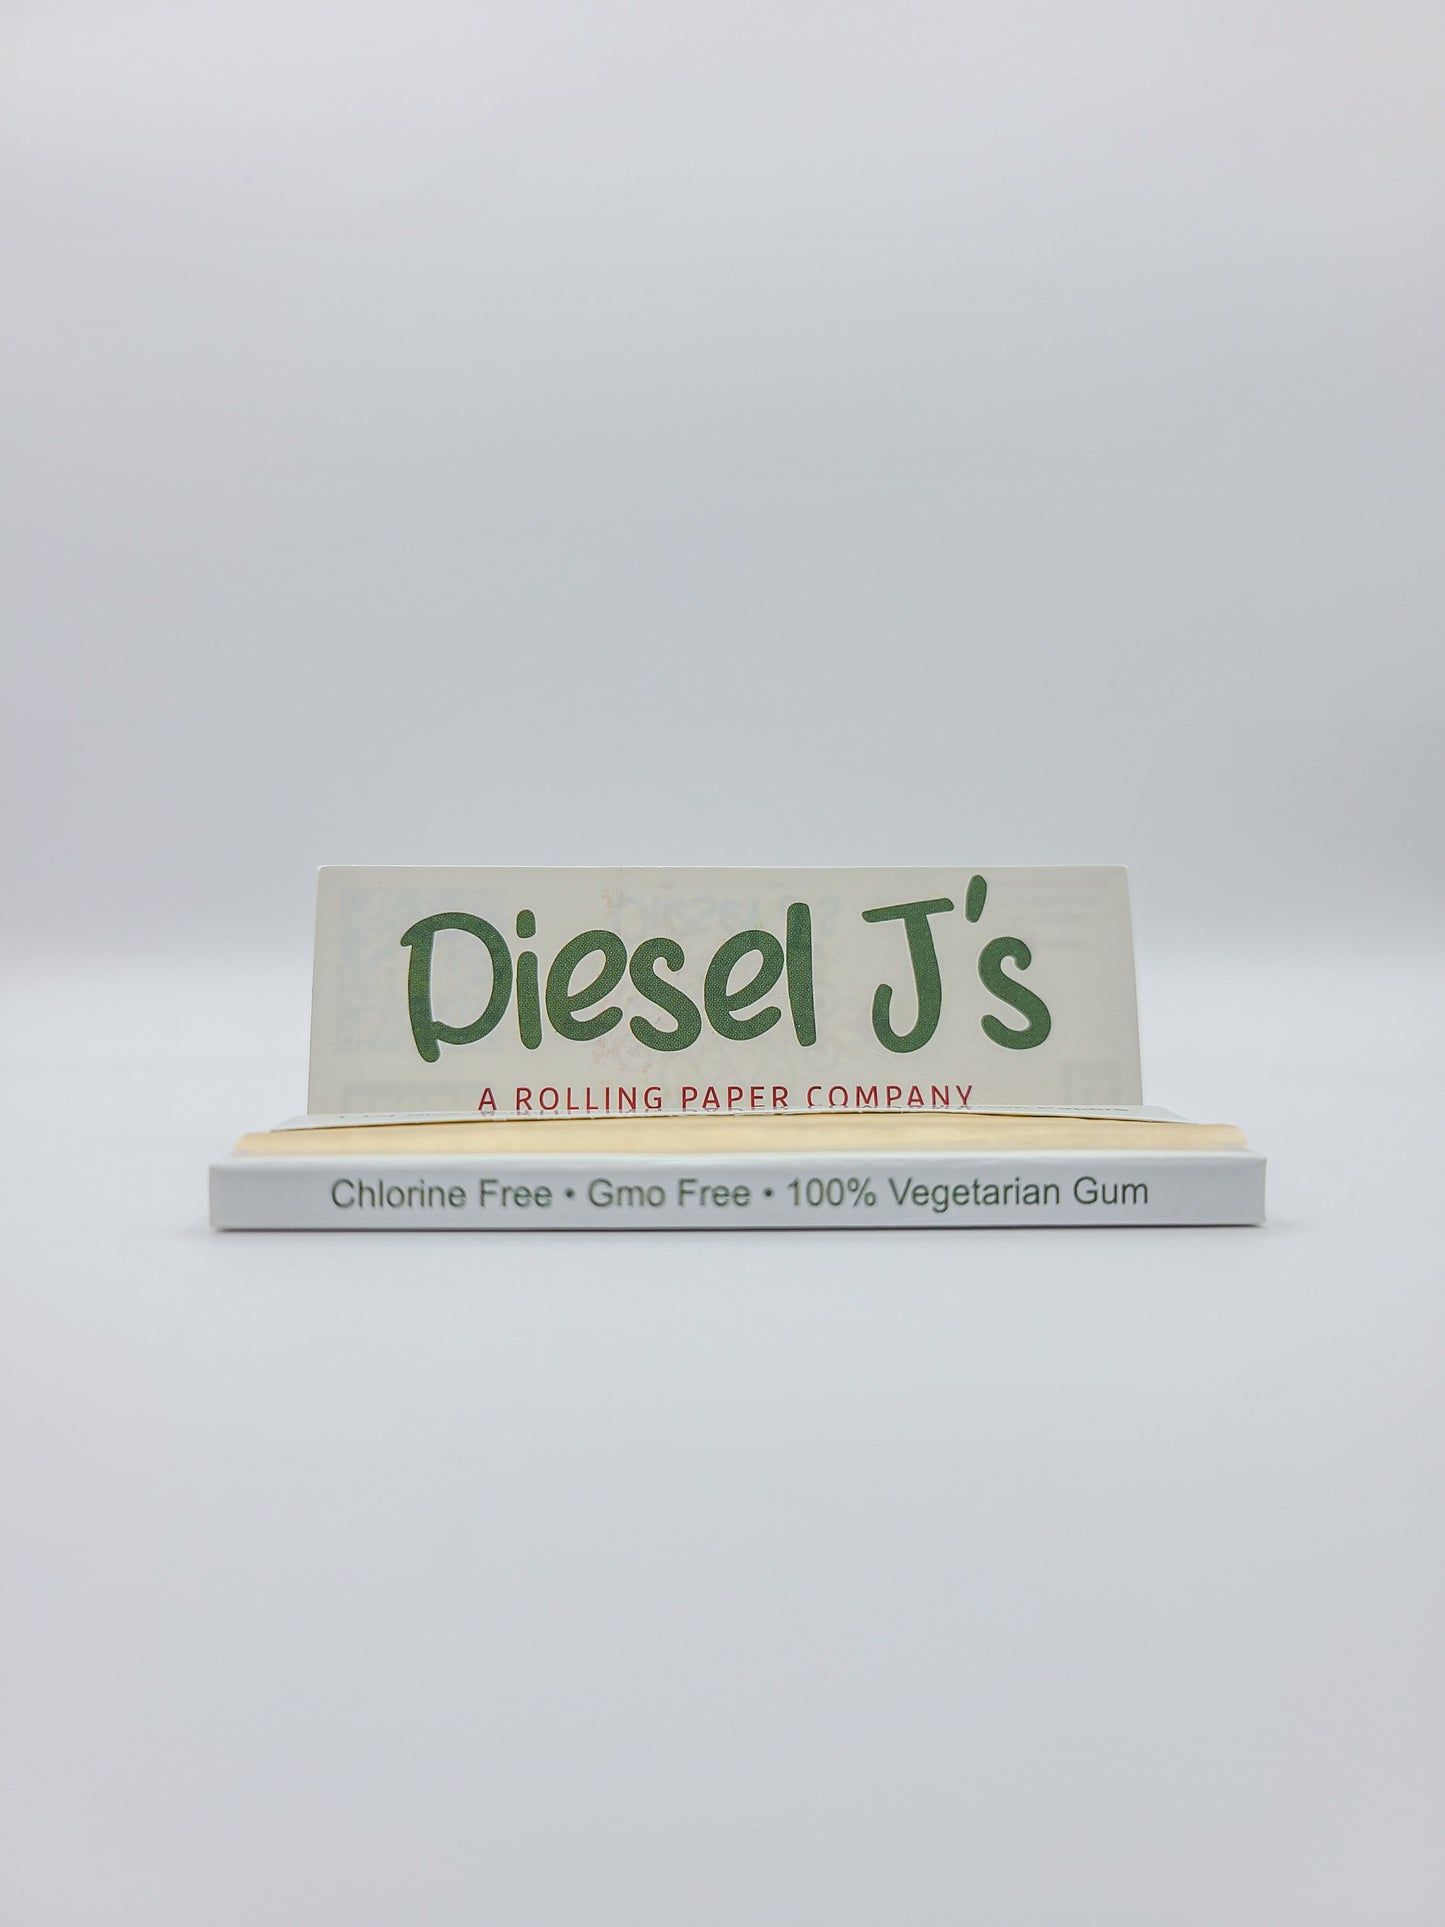 Diesel J's
A ROLLING PAPER COMPANY
Chlorine Free • Gmo Free • 100% Vegetarian Gum